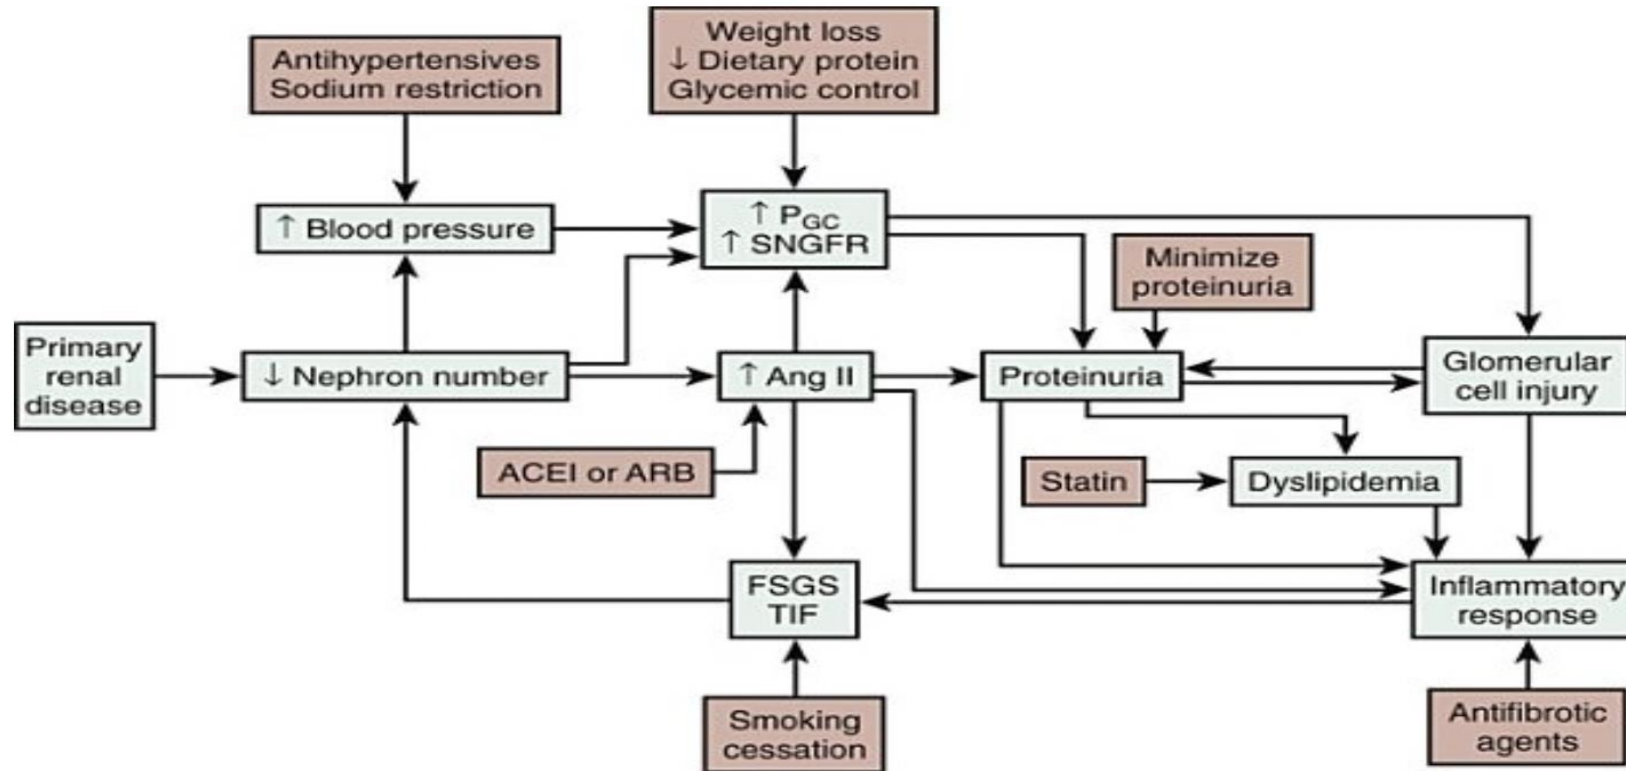 Antihypertensives
Sodium restriction
Weight loss
↓ Dietary protein
Glycemic control
↑ Blood pressure
↑ PGC
↑ SNGFR
Minimize
proteinuria
Primary
renal
disease
↓ Nephron number
↑ Ang II
Proteinuria
Glomerular
cell injury
ACEI or ARB
Statin
Dyslipidemia
FSGS
TIF
Inflammatory
response
Smoking
cessation
Antifibrotic
agents